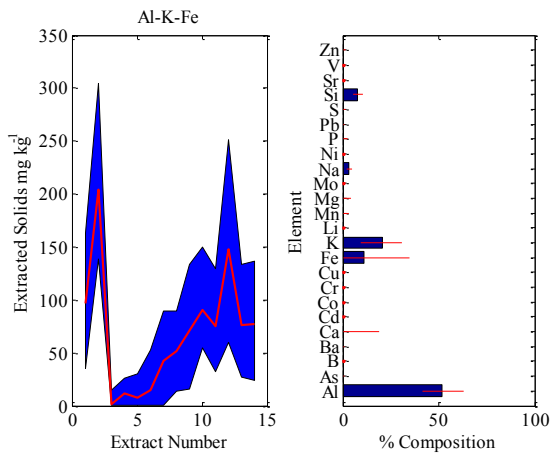 Al-K-Fe
Extracted Solids mg kg-1
350
300
250
200
150
100
50
0
0
5
10
15
Extract Number
Element
Zn
V
Sr
Si
S
Pb
P
Ni
Na
Mo
Mg
Mn
Li
K
Fe
Cu
Cr
Co
Cd
Ca
Ba
B
As
Al
0
50
100
% Composition